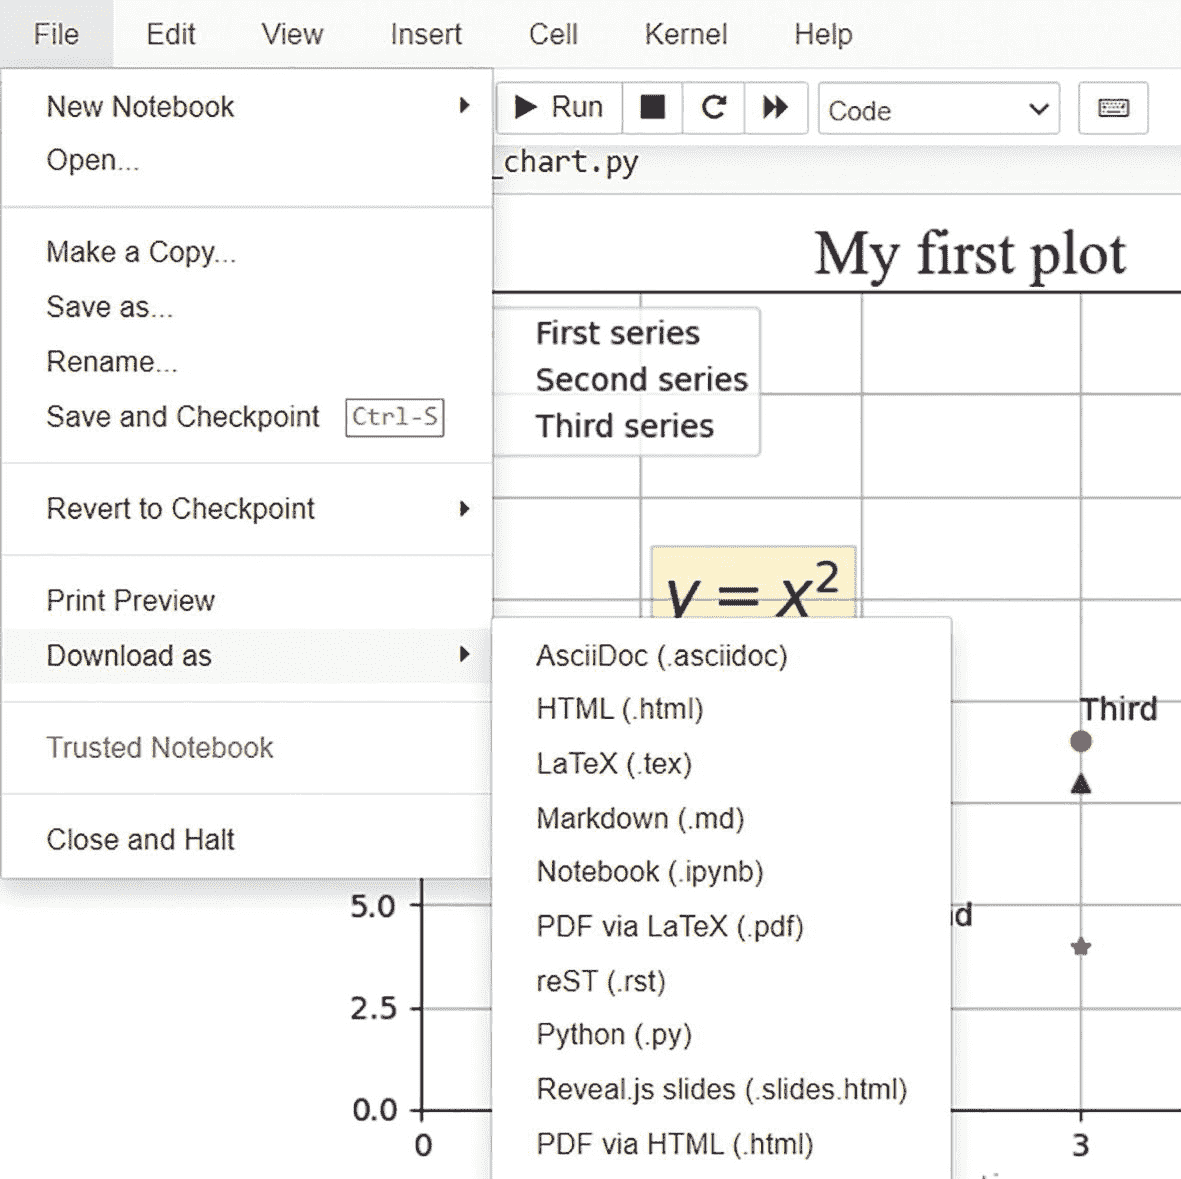 File Edit View Insert Cell Kernel Help
New Notebook
Open...
Make a Copy...
Save as...
Rename...
Save and Checkpoint Ctrl-S
Revert to Checkpoint
Print Preview
Download as
Trusted Notebook
Close and Halt
Run Code
_chart.py
My first plot
First series
Second series
Third series
y = x²
AsciiDoc (.asciidoc)
HTML (.html)
LaTeX (.tex)
Markdown (.md)
Notebook (.ipynb)
PDF via LaTeX (.pdf)
reST (.rst)
Python (.py)
Reveal.js slides (.slides.html)
PDF via HTML (.html)
Third
5.0
2.5
0.0
0 3